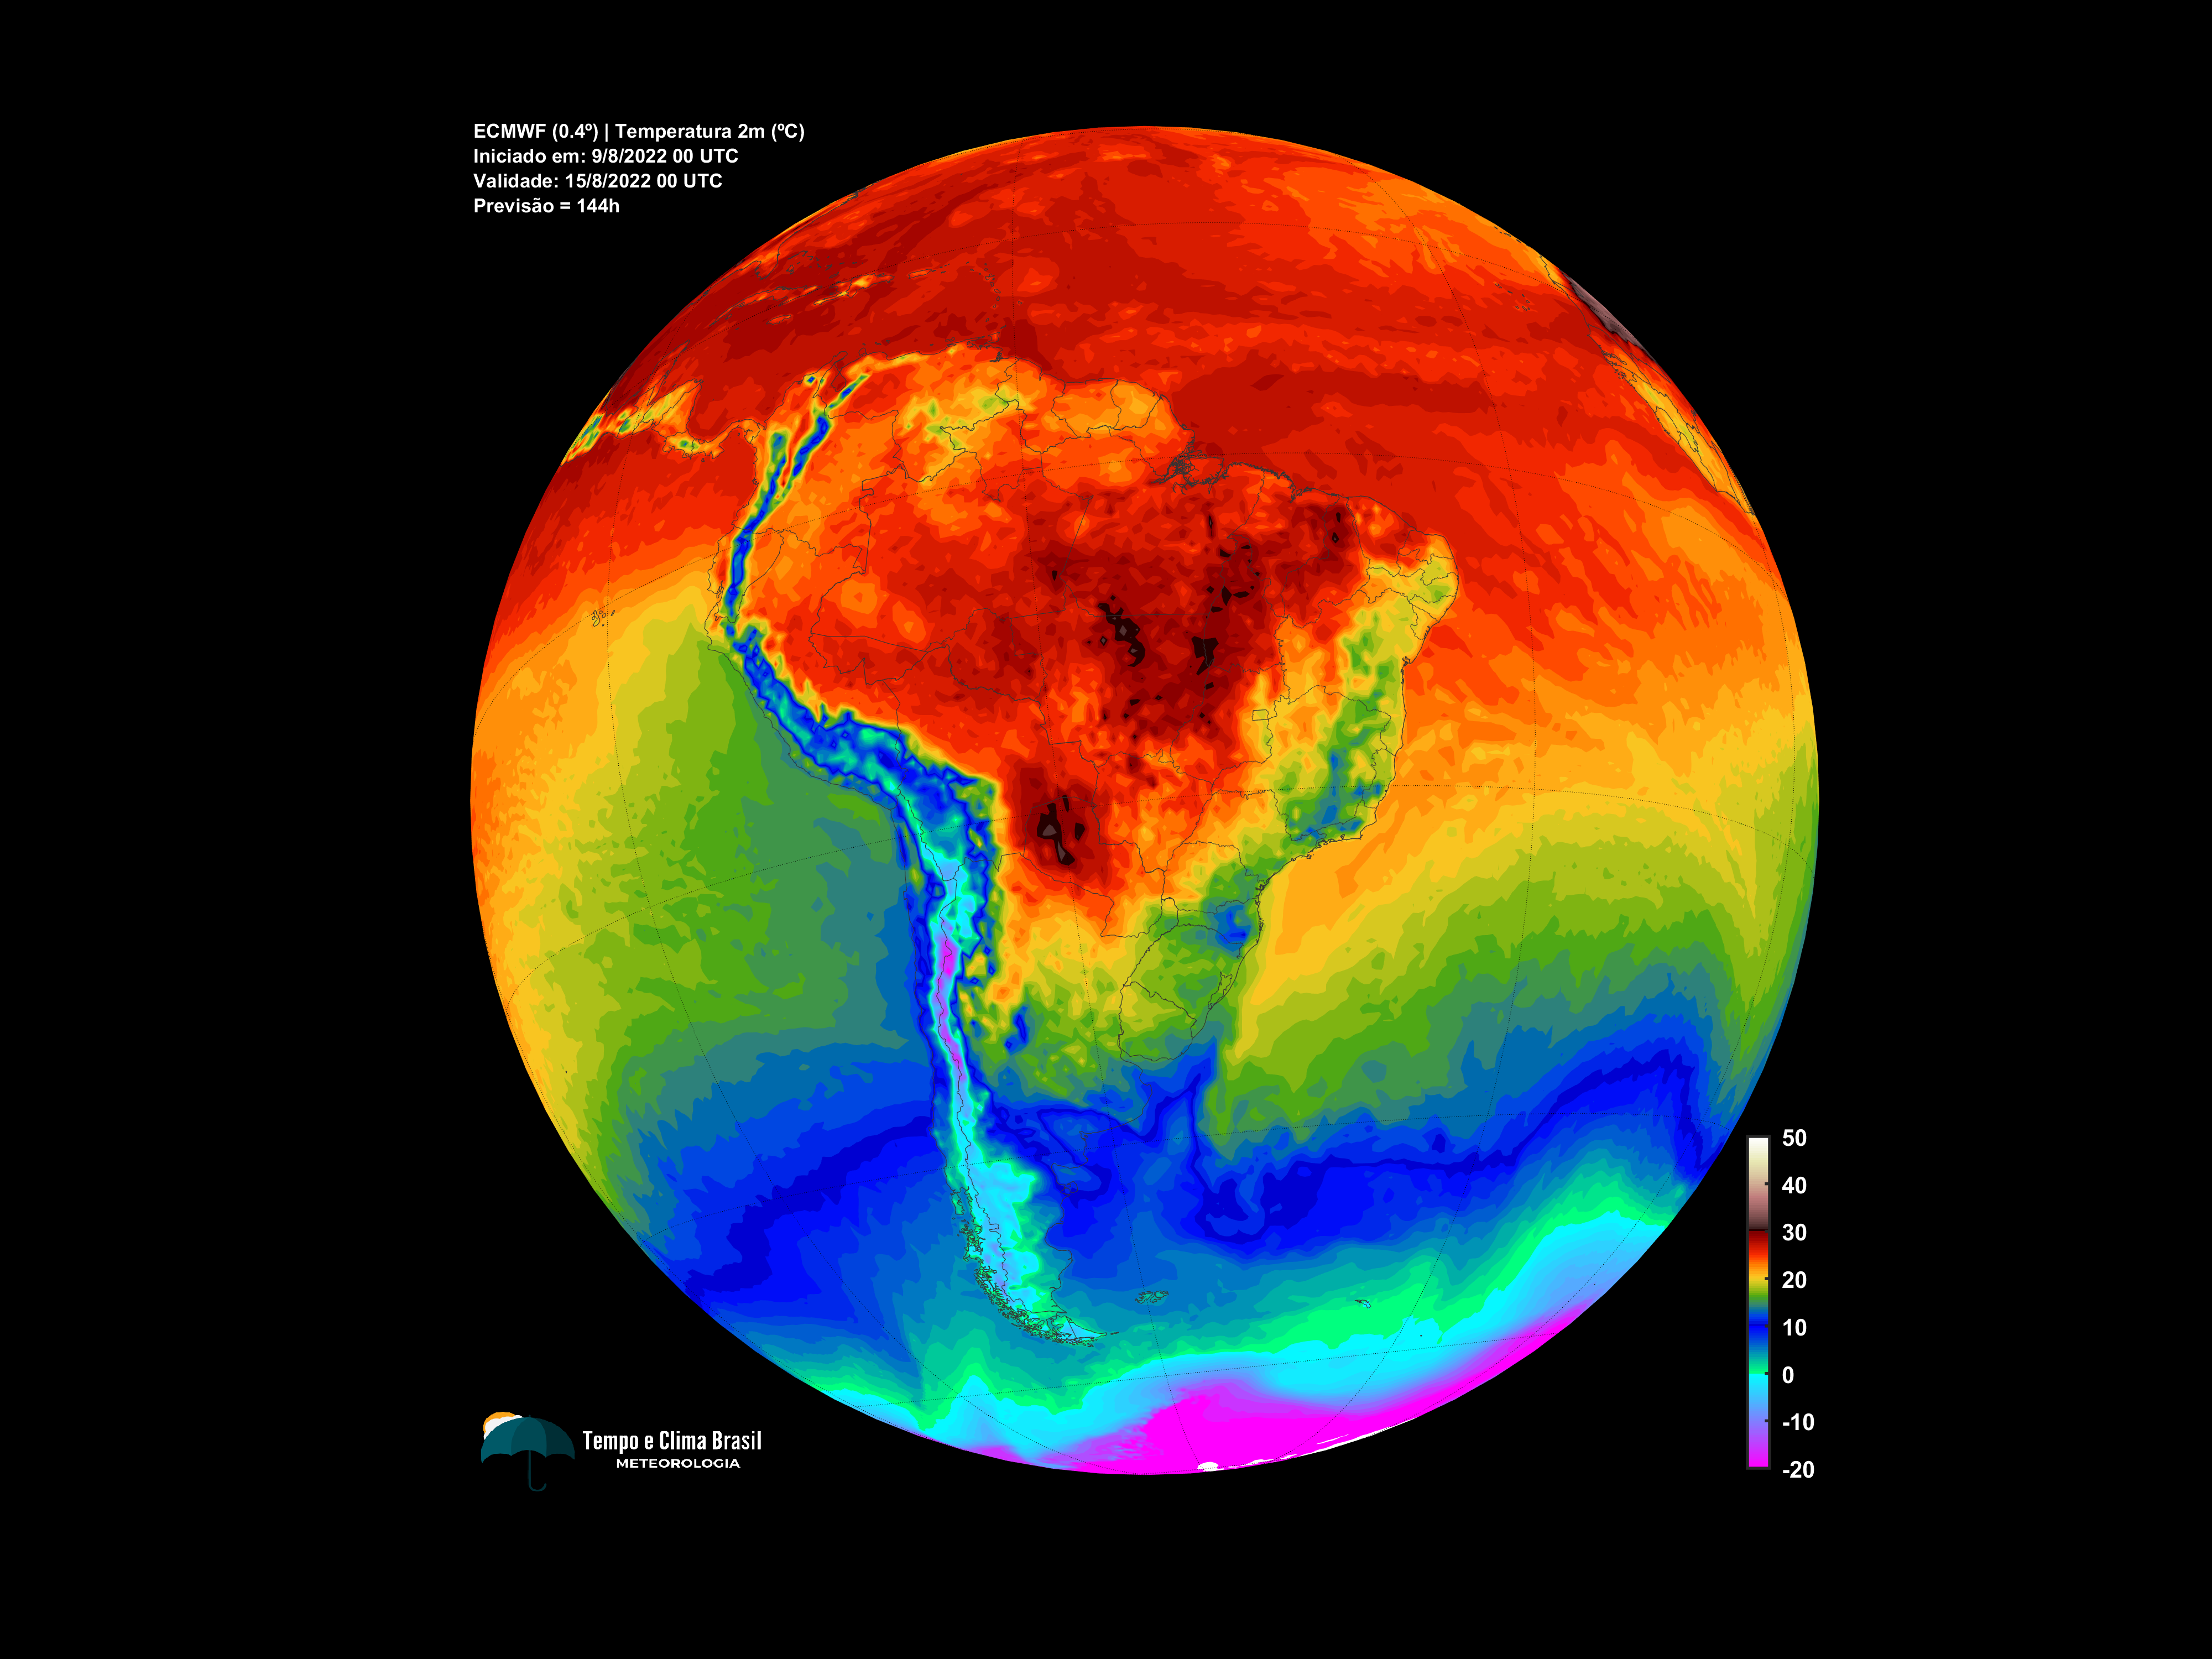 ECMWF (0.4º) | Temperatura 2m (ºC)
Iniciado em: 9/8/2022 00 UTC
Validade: 15/8/2022 00 UTC
Previsão = 144h
50
40
30
20
10
0
-10
-20
Tempo e Clima Brasil
METEOROLOGIA